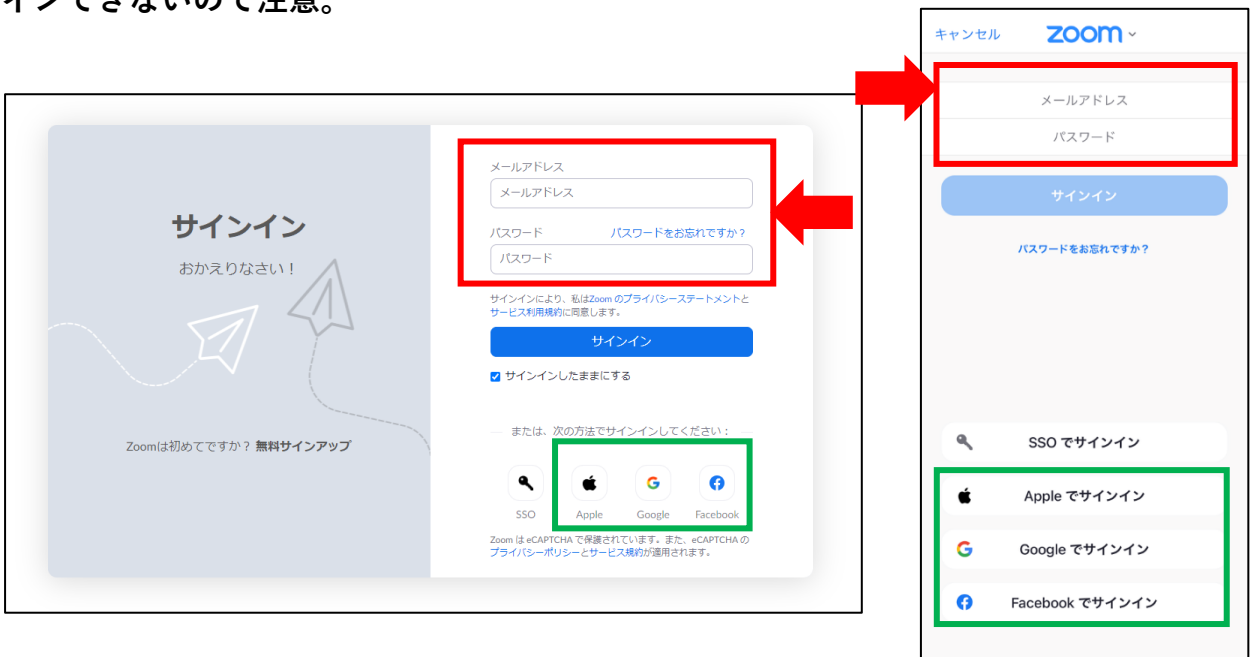 インできないので注意。
サインイン
おかえりなさい！
Zoomは初めてですか？ 無料サインアップ
メールアドレス
メールアドレス
パスワード パスワードをお忘れですか？
パスワード
サインインにより、私はZoom のプライバシーステートメントと
サービス利用規約に同意します。
サインイン
サインインしたままにする
または、次の方法でサインインしてください：
SSO Apple Google Facebook
Zoom は eCAPTCHA で保護されています。また、eCAPTCHA の
プライバシーポリシーとサービス規約が適用されます。
キャンセル zoom
メールアドレス
パスワード
サインイン
パスワードをお忘れですか？
SSO でサインイン
Apple でサインイン
Google でサインイン
Facebook でサインイン